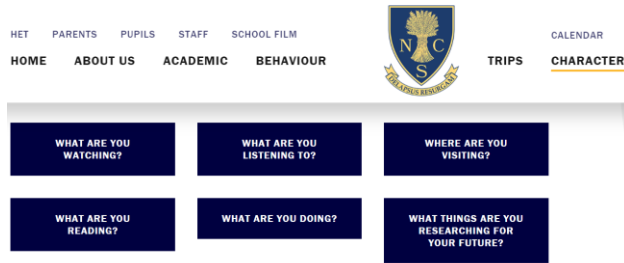 HET PARENTS PUPILS STAFF SCHOOL FILM
CALENDAR
HOME ABOUT US ACADEMIC BEHAVIOUR
TRIPS CHARACTER
N C
S
DELAPSUS RESURGAM
WHAT ARE YOU
WATCHING?
WHAT ARE YOU
LISTENING TO?
WHERE ARE YOU
VISITING?
WHAT ARE YOU
READING?
WHAT ARE YOU DOING?
WHAT THINGS ARE YOU
RESEARCHING FOR
YOUR FUTURE?